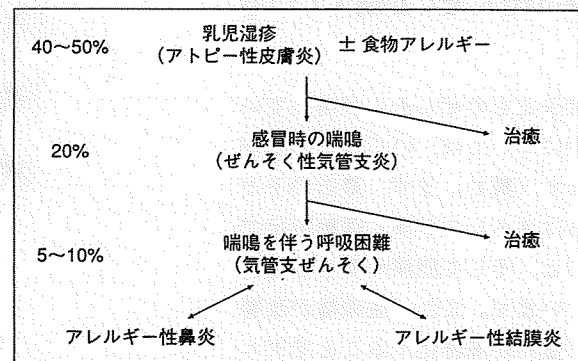 40〜50%
乳児湿疹
(アトピー性皮膚炎)
± 食物アレルギー
20%
感冒時の喘鳴
(ぜんそく性気管支炎)
治癒
5〜10%
喘鳴を伴う呼吸困難
(気管支ぜんそく)
治癒
アレルギー性鼻炎
アレルギー性結膜炎